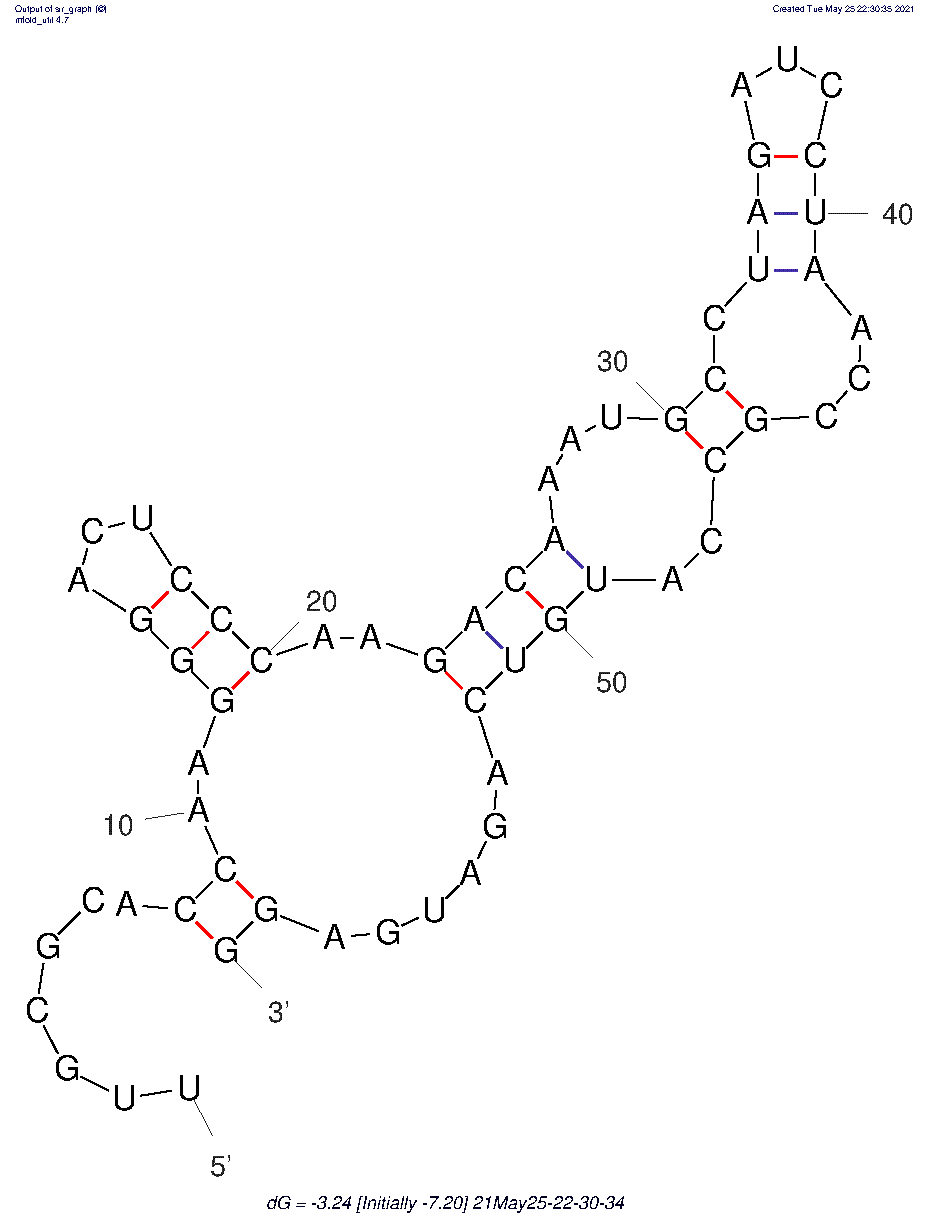 Output of sir_graph (©)
mfold_util 4.7
Created Tue May 25 22:30:35 2021
U
A C
G C
A U 40
U A
C A
30
C C
U G G C
A C
A
C U
A C A
A C U A
20
G C A G
G C A A G U 50
G C
A A
10 A G
C A
C A C G U
G G A G
C 3'
G
U U
5'
dG = -3.24 [Initially -7.20] 21May25-22-30-34